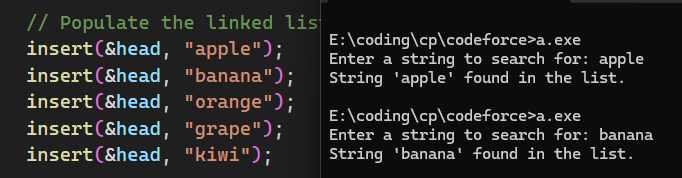 // Populate the linked lis
insert(&head, "apple");
insert(&head, "banana");
insert(&head, "orange");
insert(&head, "grape");
insert(&head, "kiwi");
E:\coding\cp\codeforce>a.exe
Enter a string to search for: apple
String 'apple' found in the list.
E:\coding\cp\codeforce>a.exe
Enter a string to search for: banana
String 'banana' found in the list.